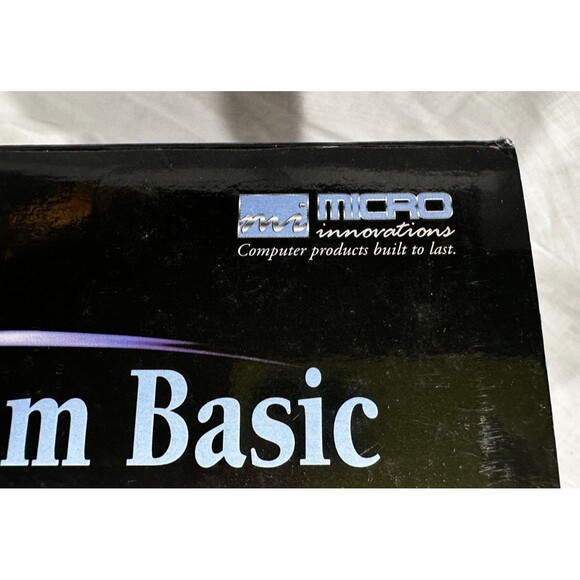 mi MICRO
innovations
Computer products built to last.
m Basic